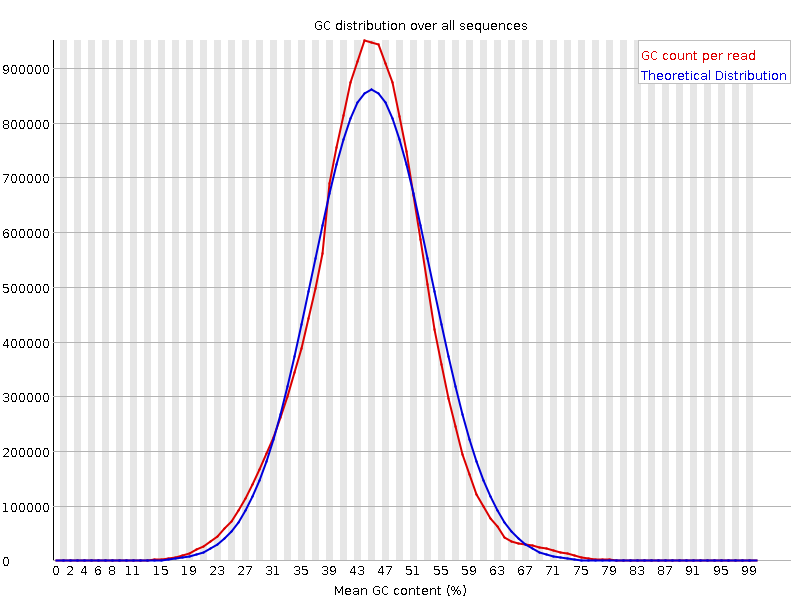 GC distribution over all sequences
GC count per read
Theoretical Distribution
900000
800000
700000
600000
500000
400000
300000
200000
100000
0
0 2 4 6 8 11 15 19 23 27 31 35 39 43 47 51 55 59 63 67 71 75 79 83 87 91 95 99
Mean GC content (%)